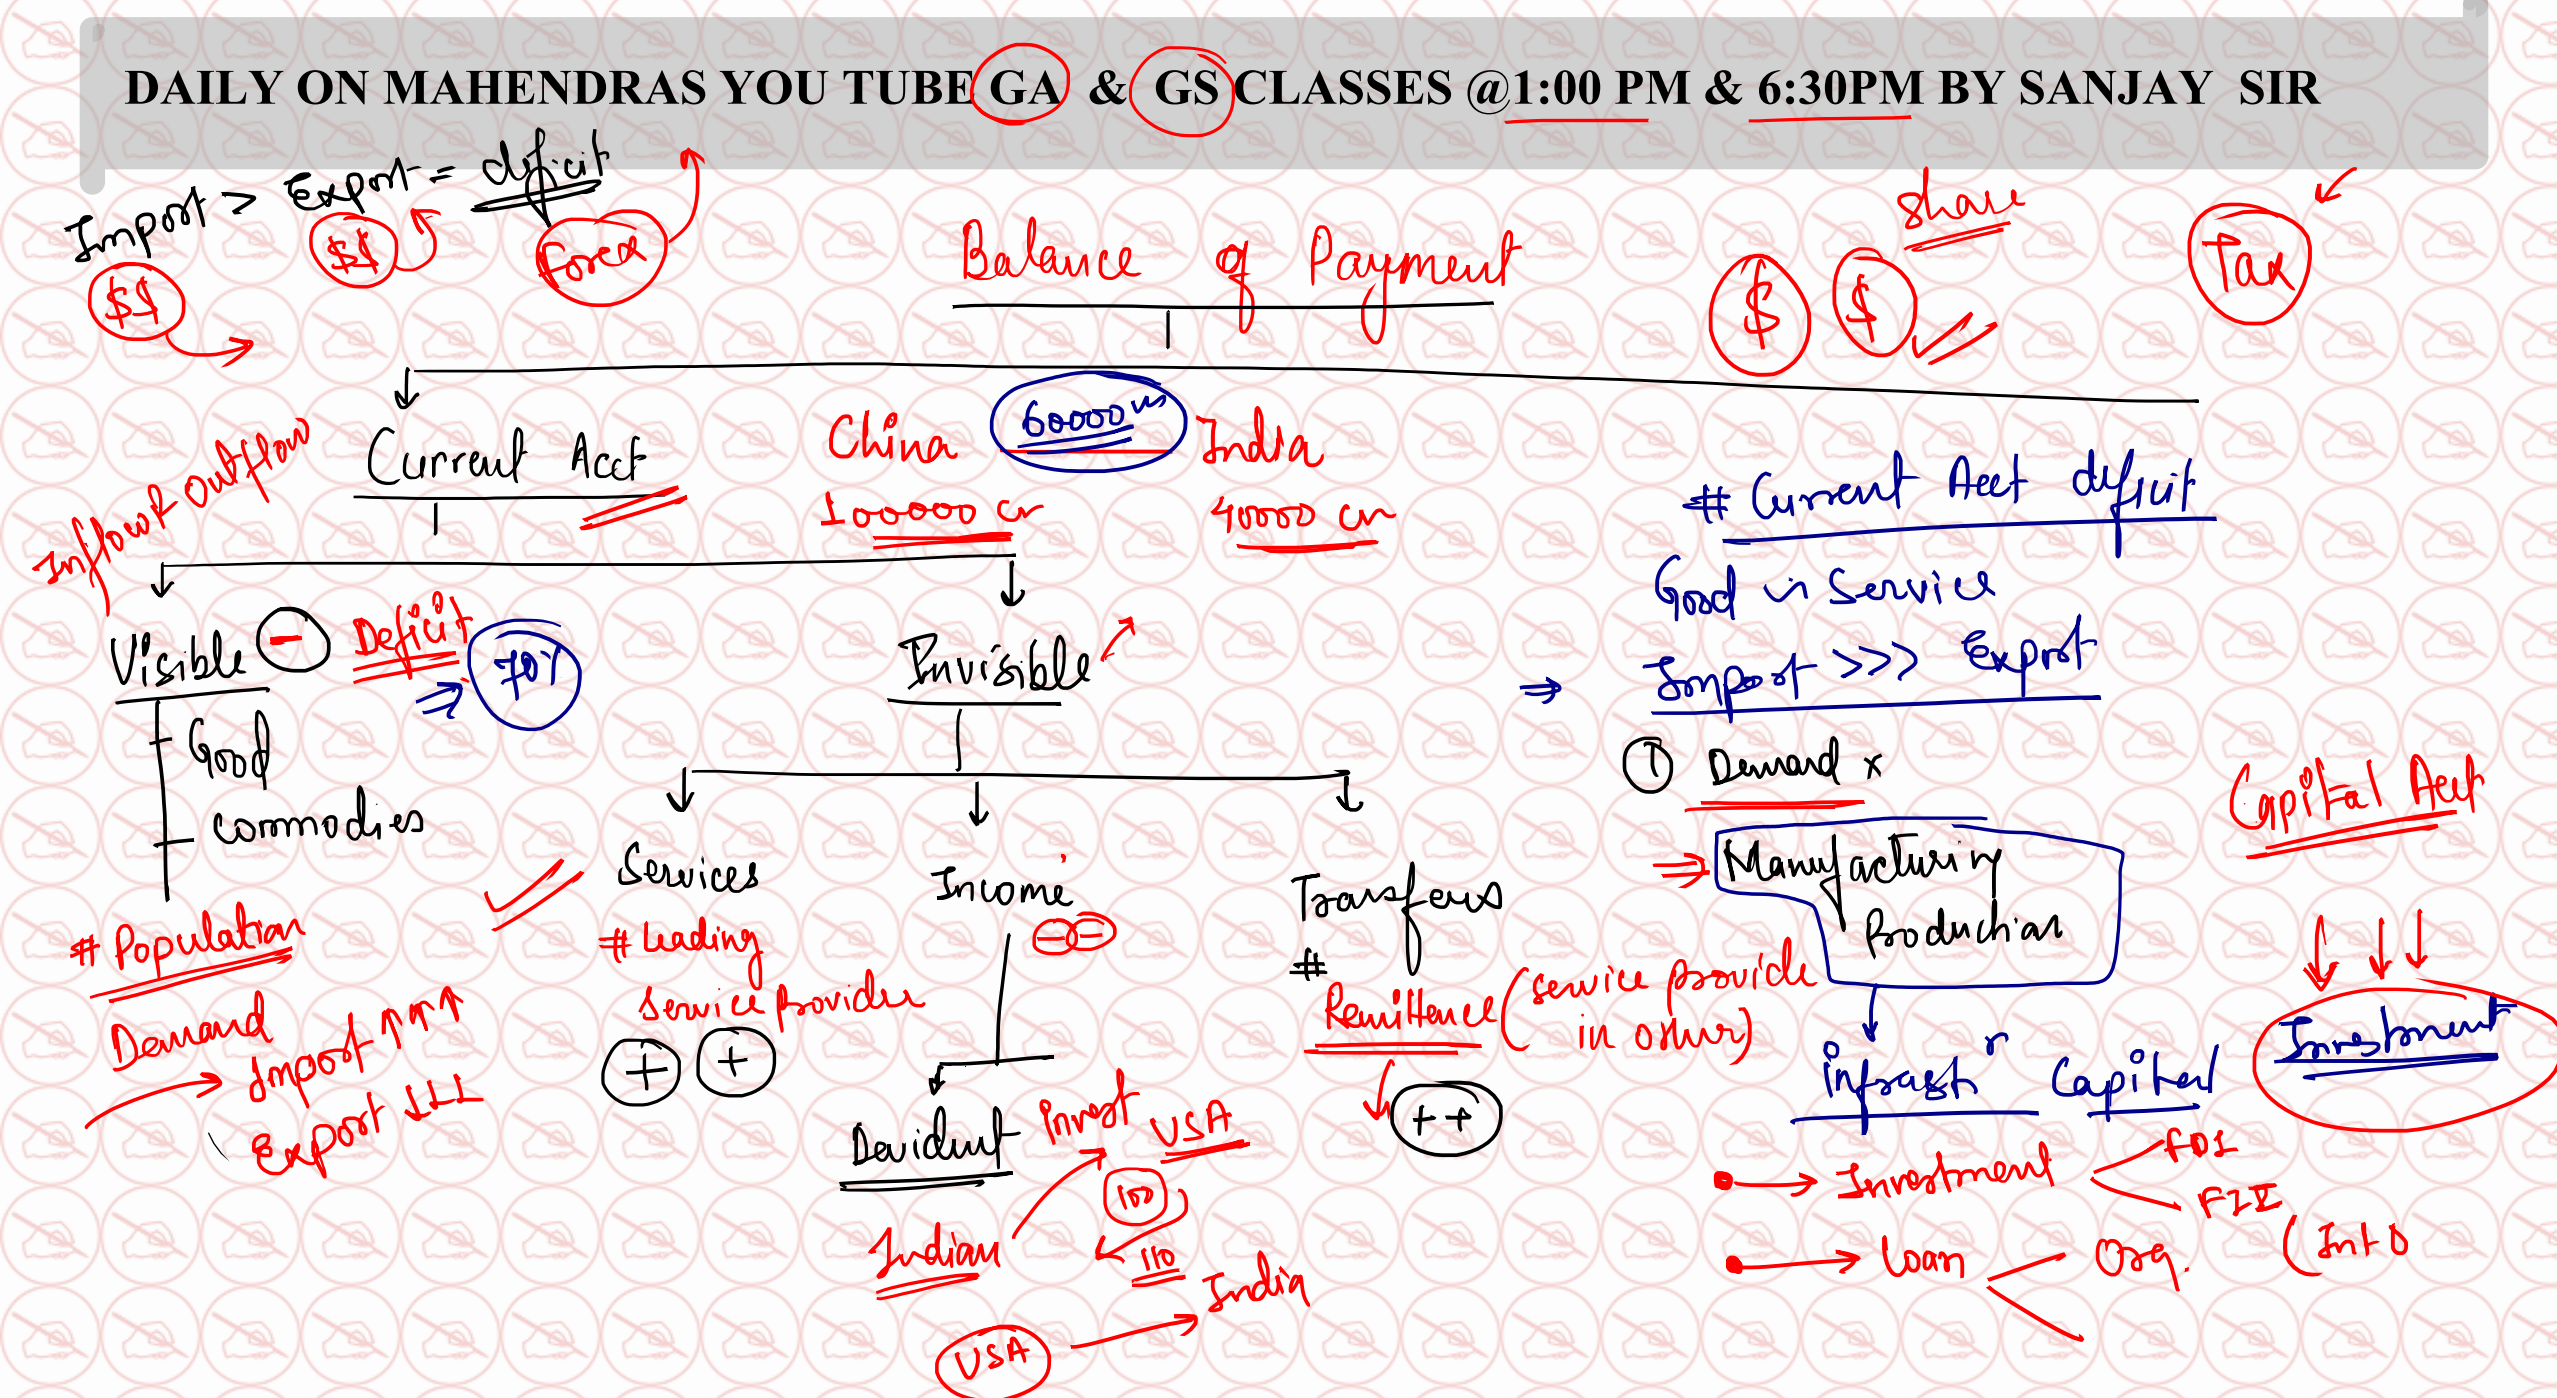 DAILY ON MAHENDRAS YOU TUBE GA & GS CLASSES @1:00 PM & 6:30PM BY SANJAY SIR
Import > Export = deficit
$$
$$
Forex
Balance of Payment
$
$
Share
Tax
Inflow & Outflow
Current Acct
China
60000
India
100000 cr
40000 cr
# Current Acct deficit
Good Service
Import >>> Export
Visible
-
Deficit
⇒
70%
Good
Commodies
Invisible
⇒
① Demand x
⇒ Manufacturing
Production
infrastr Capital
Capital Acct
Investment
# Population
Demand
Import ↑↑↑
Export ↓↓↓
Services
# Leading
Service Provider
+ +
Income
- -
Devident
Invest USA
100
110
Indian
USA → India
Transfers
#
Remittence (service provide
in other)
++
→ Investment
FDI
FII
→ Loan
Org.
(Int